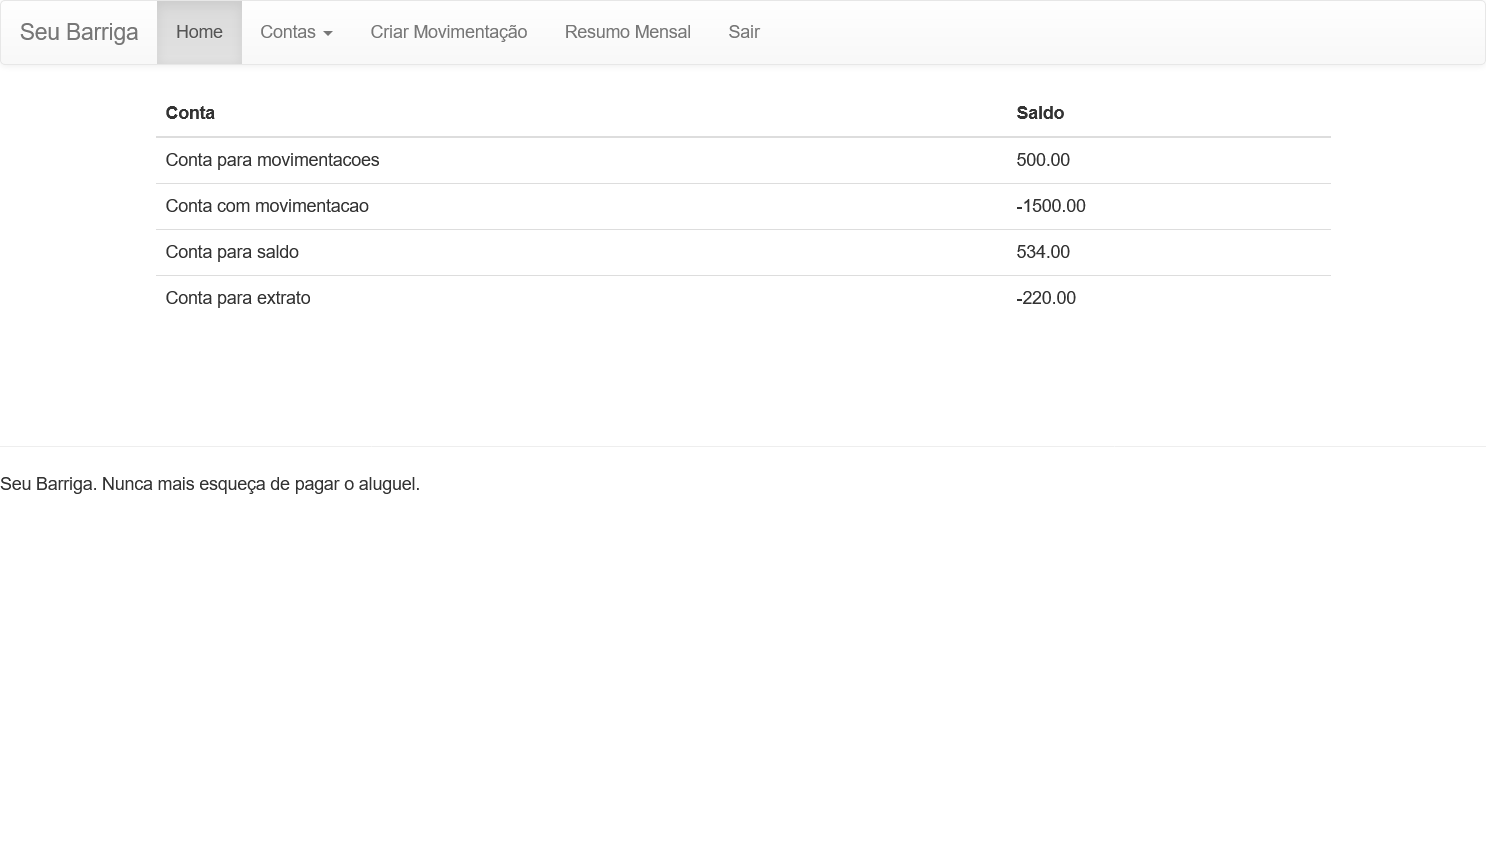 Seu Barriga Home Contas Criar Movimentação Resumo Mensal Sair
Conta Saldo
Conta para movimentacoes 500.00
Conta com movimentacao -1500.00
Conta para saldo 534.00
Conta para extrato -220.00
Seu Barriga. Nunca mais esqueça de pagar o aluguel.